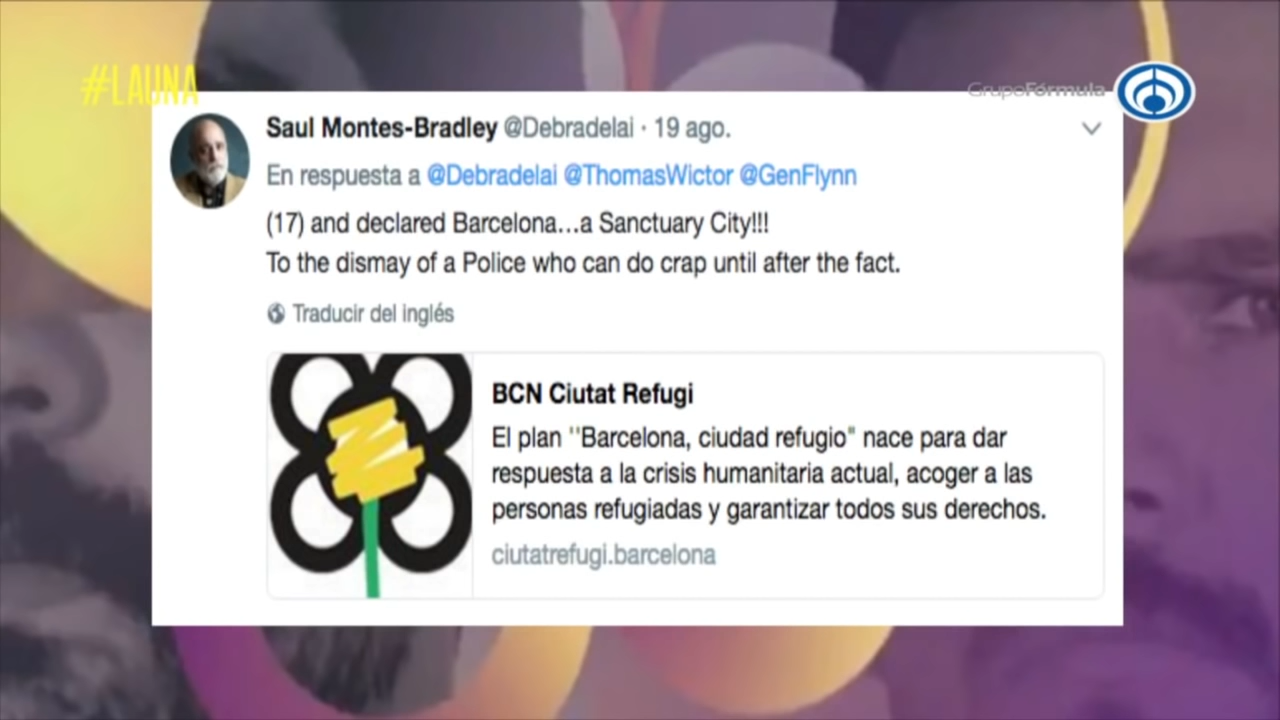 #LAUNA
GrupoFórmula
Saul Montes-Bradley @Debradelai · 19 ago.
En respuesta a @Debradelai @ThomasWictor @GenFlynn
(17) and declared Barcelona...a Sanctuary City!!!
To the dismay of a Police who can do crap until after the fact.
Traducir del inglés
BCN Ciutat Refugi
El plan ''Barcelona, ciudad refugio" nace para dar
respuesta a la crisis humanitaria actual, acoger a las
personas refugiadas y garantizar todos sus derechos.
ciutatrefugi.barcelona